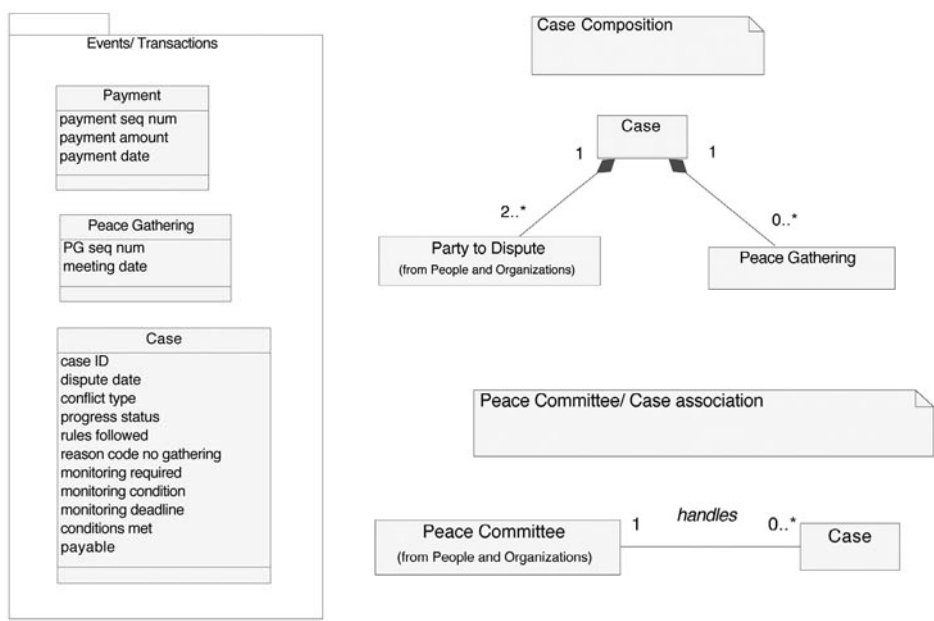 Events/ Transactions
Payment
payment seq num
payment amount
payment date
Peace Gathering
PG seq num
meeting date
Case
case ID
dispute date
conflict type
progress status
rules followed
reason code no gathering
monitoring required
monitoring condition
monitoring deadline
conditions met
payable
Case Composition
Case
1
1
2..*
0..*
Party to Dispute
(from People and Organizations)
Peace Gathering
Peace Committee/ Case association
Peace Committee
(from People and Organizations)
1
handles
0..*
Case